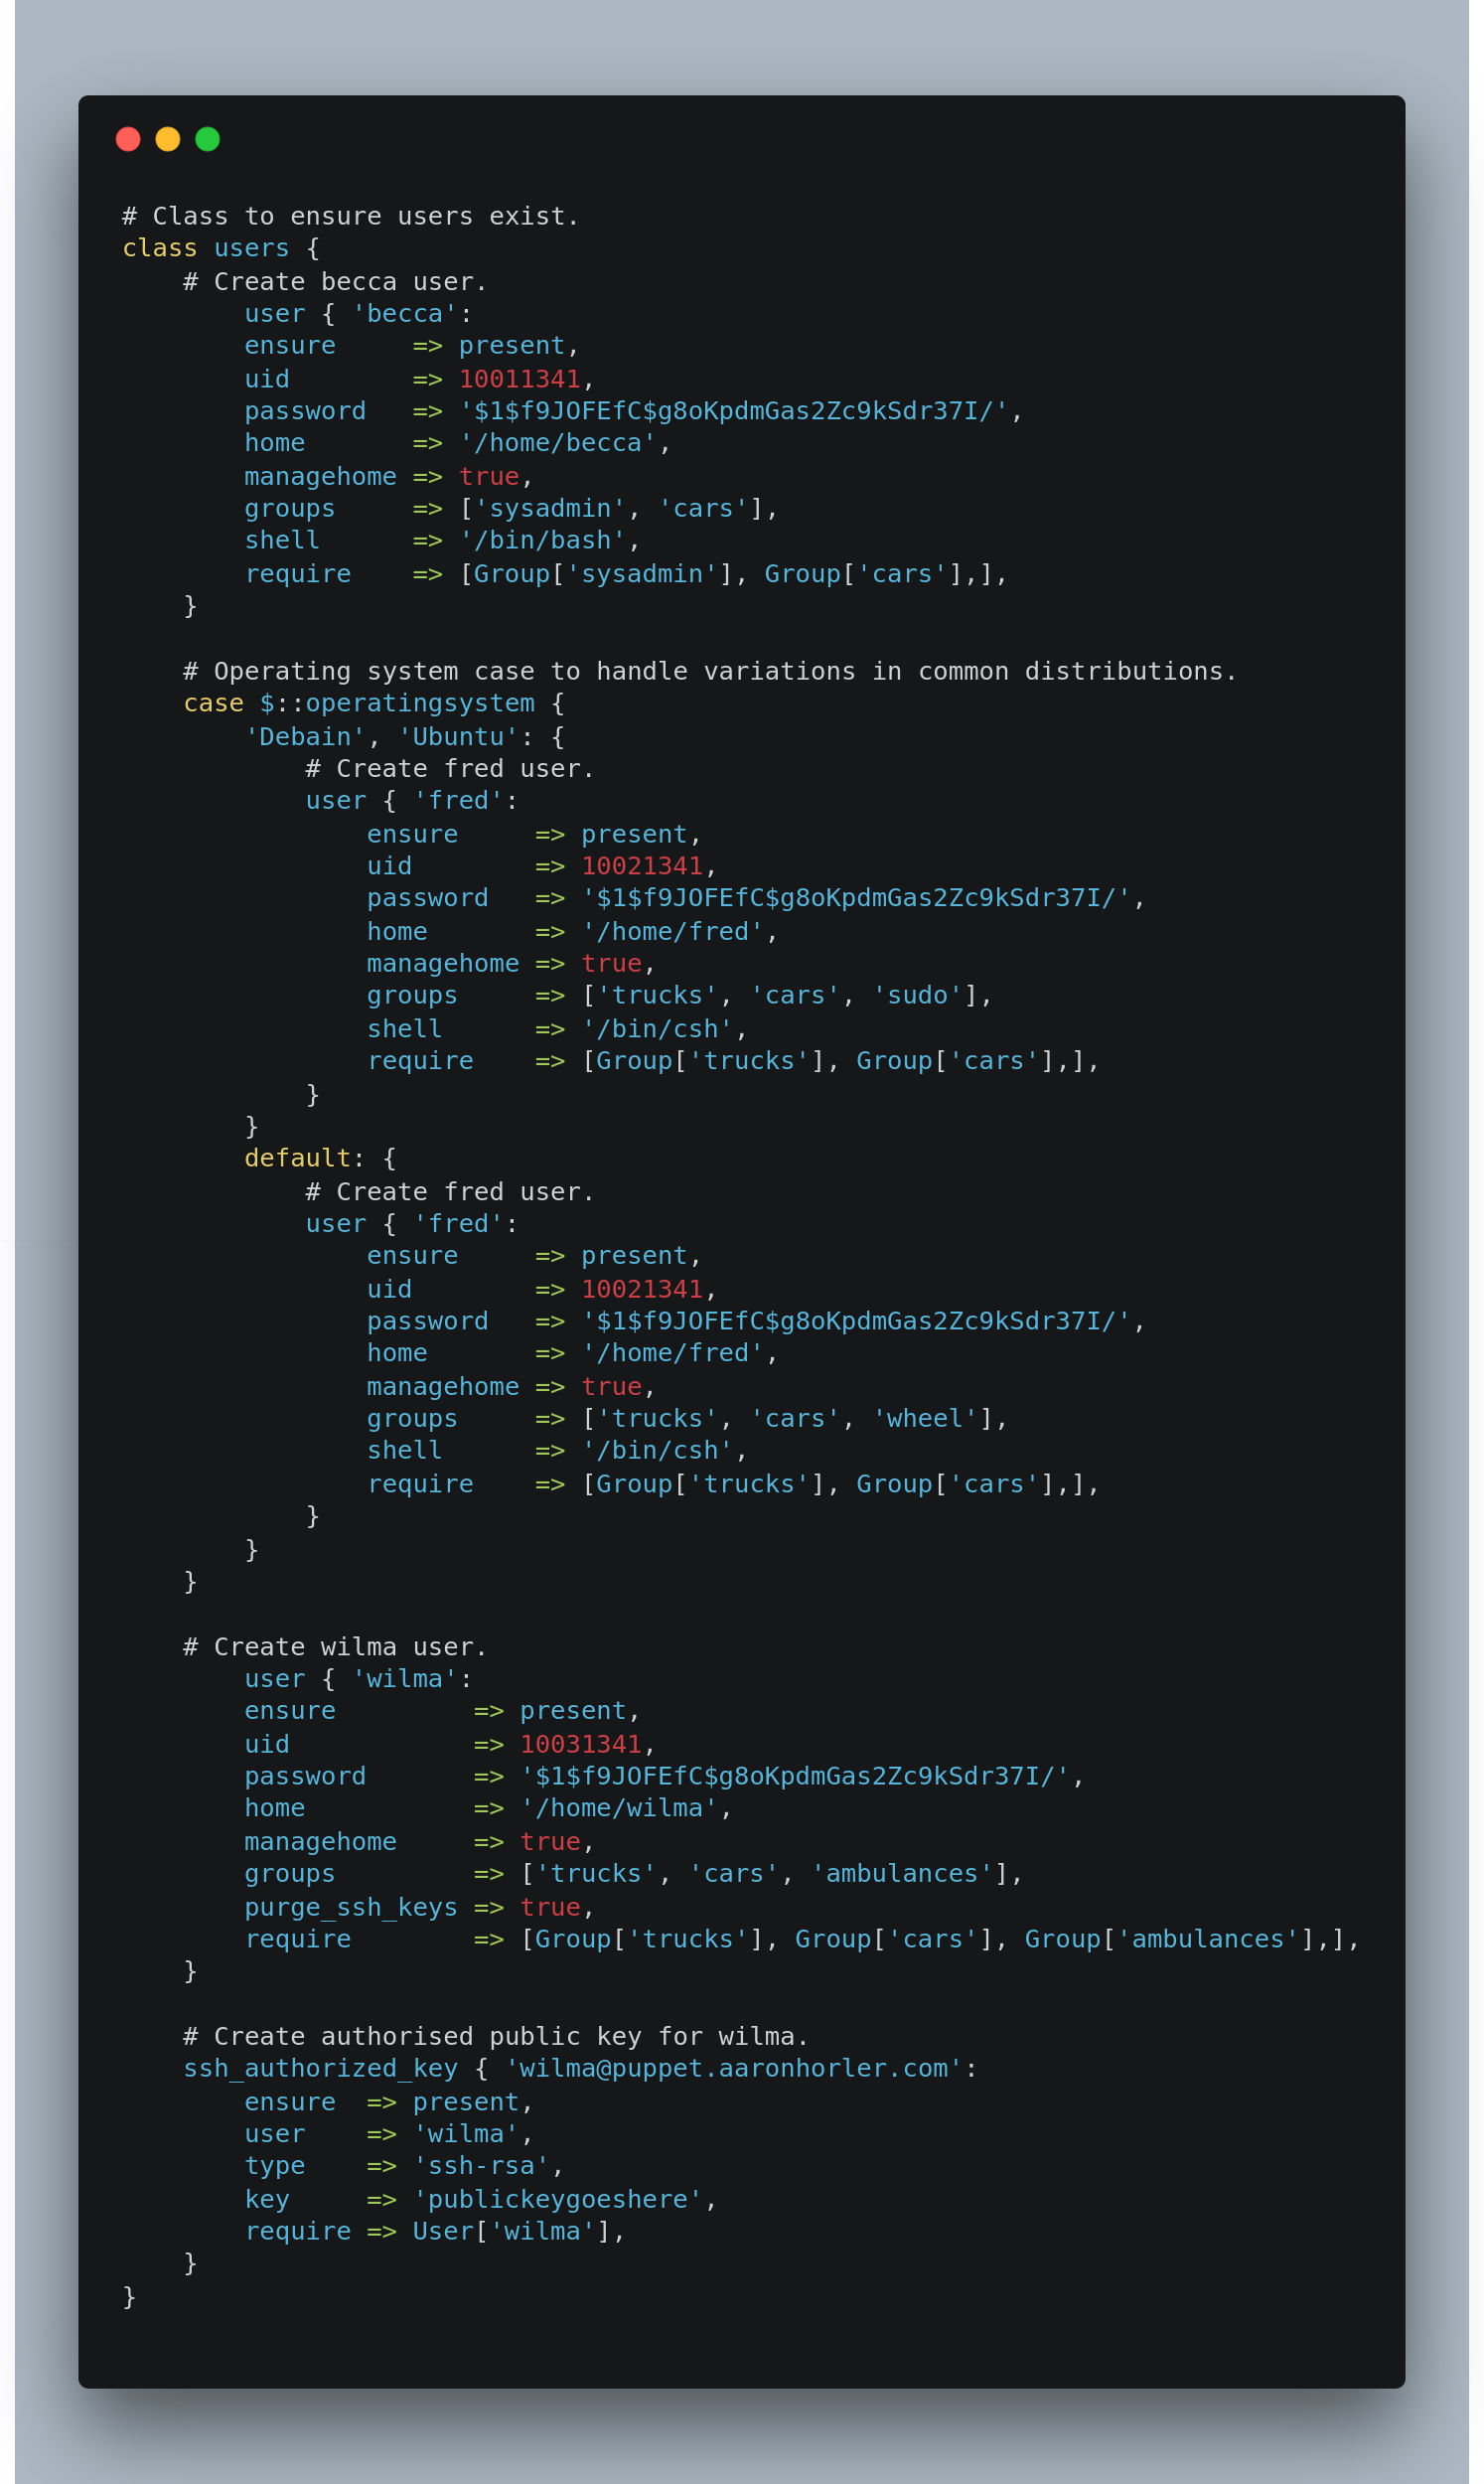 # Class to ensure users exist.
class users {
    # Create becca user.
        user { 'becca':
        ensure     => present,
        uid        => 10011341,
        password   => '$1$f9JOFEfC$g8oKpdmGas2Zc9kSdr37I/',
        home       => '/home/becca',
        managehome => true,
        groups     => ['sysadmin', 'cars'],
        shell      => '/bin/bash',
        require    => [Group['sysadmin'], Group['cars'],],
    }

    # Operating system case to handle variations in common distributions.
    case $::operatingsystem {
        'Debain', 'Ubuntu': {
            # Create fred user.
            user { 'fred':
                ensure     => present,
                uid        => 10021341,
                password   => '$1$f9JOFEfC$g8oKpdmGas2Zc9kSdr37I/',
                home       => '/home/fred',
                managehome => true,
                groups     => ['trucks', 'cars', 'sudo'],
                shell      => '/bin/csh',
                require    => [Group['trucks'], Group['cars'],],
            }
        }
        default: {
            # Create fred user.
            user { 'fred':
                ensure     => present,
                uid        => 10021341,
                password   => '$1$f9JOFEfC$g8oKpdmGas2Zc9kSdr37I/',
                home       => '/home/fred',
                managehome => true,
                groups     => ['trucks', 'cars', 'wheel'],
                shell      => '/bin/csh',
                require    => [Group['trucks'], Group['cars'],],
            }
        }
    }

    # Create wilma user.
        user { 'wilma':
        ensure         => present,
        uid            => 10031341,
        password       => '$1$f9JOFEfC$g8oKpdmGas2Zc9kSdr37I/',
        home           => '/home/wilma',
        managehome     => true,
        groups         => ['trucks', 'cars', 'ambulances'],
        purge_ssh_keys => true,
        require        => [Group['trucks'], Group['cars'], Group['ambulances'],],
    }

    # Create authorised public key for wilma.
    ssh_authorized_key { 'wilma@puppet.aaronhorler.com':
        ensure  => present,
        user    => 'wilma',
        type    => 'ssh-rsa',
        key     => 'publickeygoeshere',
        require => User['wilma'],
    }
}